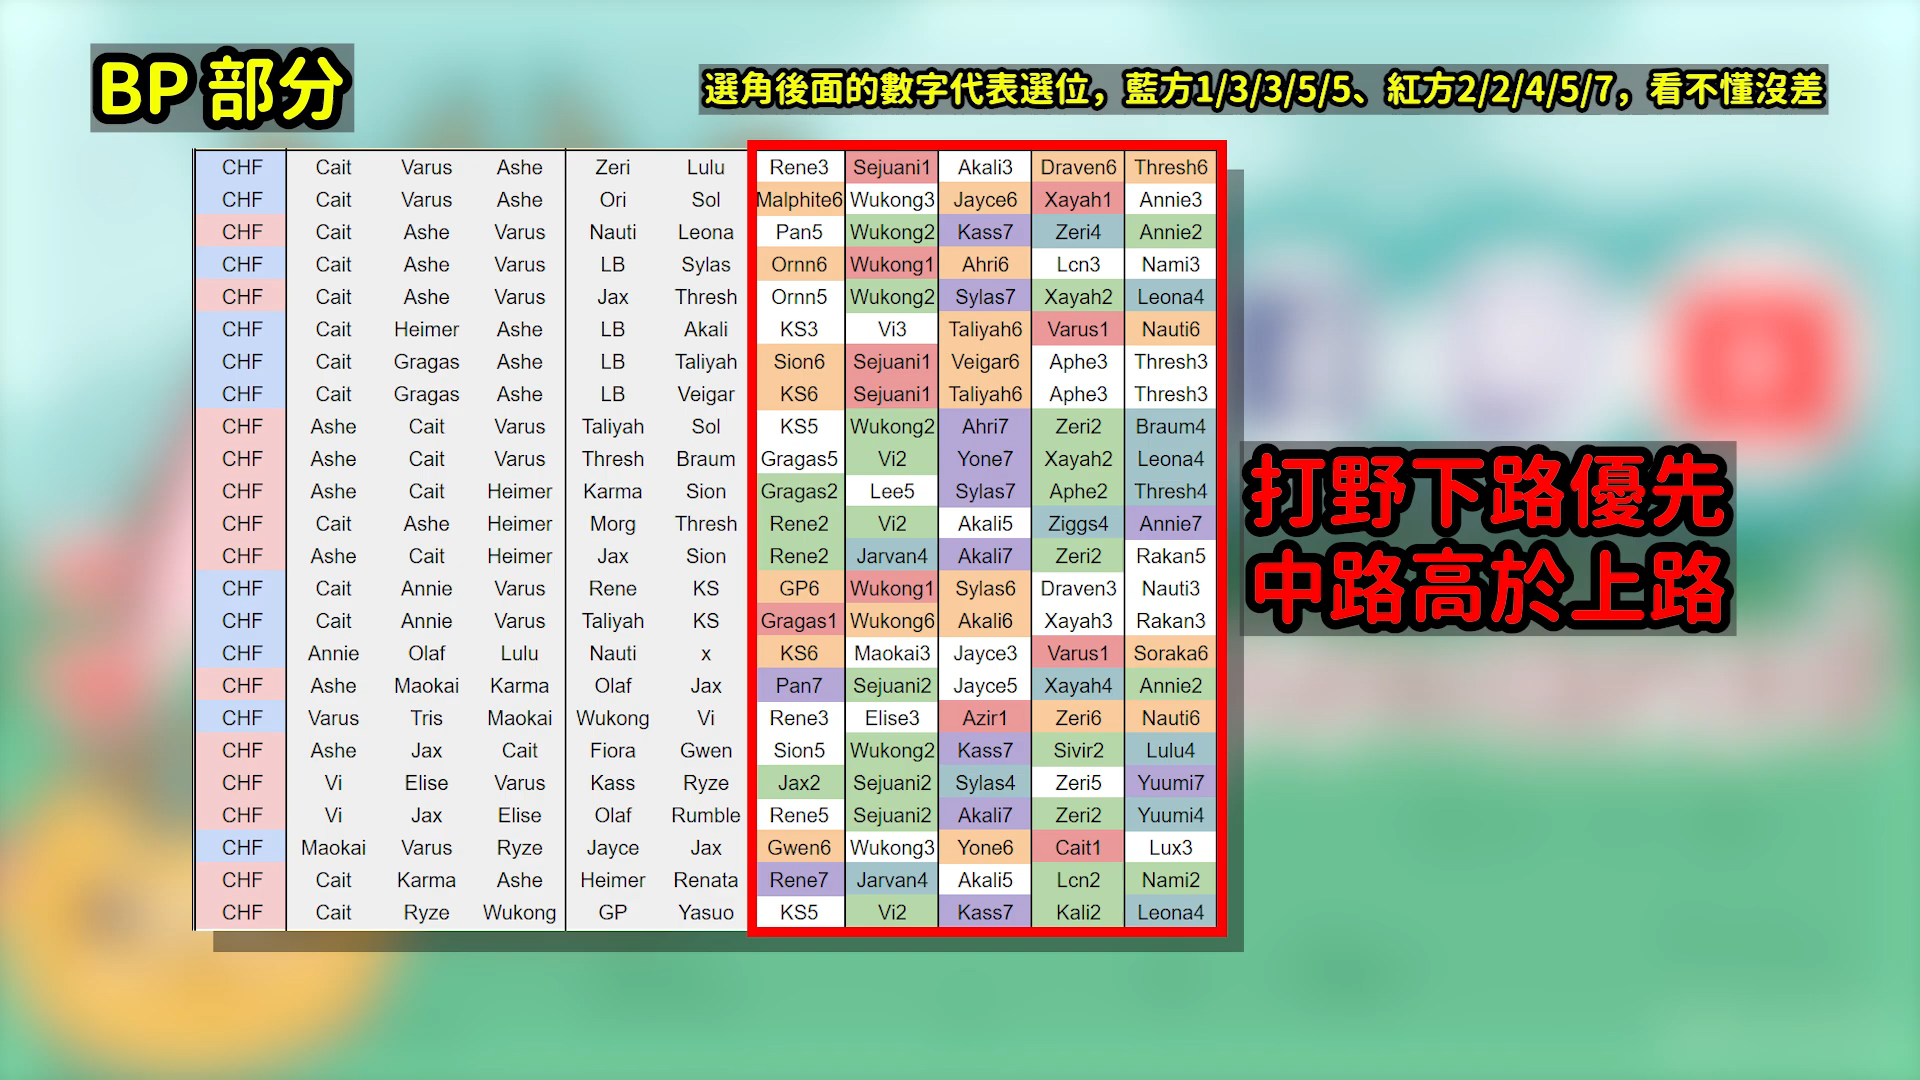 BP 部分
選角後面的數字代表選位，藍方1/3/3/5/5、紅方2/2/4/5/7，看不懂沒差
CHF Cait Varus Ashe Zeri Lulu Rene3 Sejuani1 Akali3 Draven6 Thresh6
CHF Cait Varus Ashe Ori Sol Malphite6 Wukong3 Jayce6 Xayah1 Annie3
CHF Cait Ashe Varus Nauti Leona Pan5 Wukong2 Kass7 Zeri4 Annie2
CHF Cait Ashe Varus LB Sylas Ornn6 Wukong1 Ahri6 Lcn3 Nami3
CHF Cait Ashe Varus Jax Thresh Ornn5 Wukong2 Sylas7 Xayah2 Leona4
CHF Cait Heimer Ashe LB Akali KS3 Vi3 Taliyah6 Varus1 Nauti6
CHF Cait Gragas Ashe LB Taliyah Sion6 Sejuani1 Veigar6 Aphe3 Thresh3
CHF Cait Gragas Ashe LB Veigar KS6 Sejuani1 Taliyah6 Aphe3 Thresh3
CHF Ashe Cait Varus Taliyah Sol KS5 Wukong2 Ahri7 Zeri2 Braum4
CHF Ashe Cait Varus Thresh Braum Gragas5 Vi2 Yone7 Xayah2 Leona4
CHF Ashe Cait Heimer Karma Sion Gragas2 Lee5 Sylas7 Aphe2 Thresh4
CHF Cait Ashe Heimer Morg Thresh Rene2 Vi2 Akali5 Ziggs4 Annie7
CHF Ashe Cait Heimer Jax Sion Rene2 Jarvan4 Akali7 Zeri2 Rakan5
CHF Cait Annie Varus Rene KS GP6 Wukong1 Sylas6 Draven3 Nauti3
CHF Cait Annie Varus Taliyah KS Gragas1 Wukong6 Akali6 Xayah3 Rakan3
CHF Annie Olaf Lulu Nauti x KS6 Maokai3 Jayce3 Varus1 Soraka6
CHF Ashe Maokai Karma Olaf Jax Pan7 Sejuani2 Jayce5 Xayah4 Annie2
CHF Varus Tris Maokai Wukong Vi Rene3 Elise3 Azir1 Zeri6 Nauti6
CHF Ashe Jax Cait Fiora Gwen Sion5 Wukong2 Kass7 Sivir2 Lulu4
CHF Vi Elise Varus Kass Ryze Jax2 Sejuani2 Sylas4 Zeri5 Yuumi7
CHF Vi Jax Elise Olaf Rumble Rene5 Sejuani2 Akali7 Zeri2 Yuumi4
CHF Maokai Varus Ryze Jayce Jax Gwen6 Wukong3 Yone6 Cait1 Lux3
CHF Cait Karma Ashe Heimer Renata Rene7 Jarvan4 Akali5 Lcn2 Nami2
CHF Cait Ryze Wukong GP Yasuo KS5 Vi2 Kass7 Kali2 Leona4
打野下路優先
中路高於上路